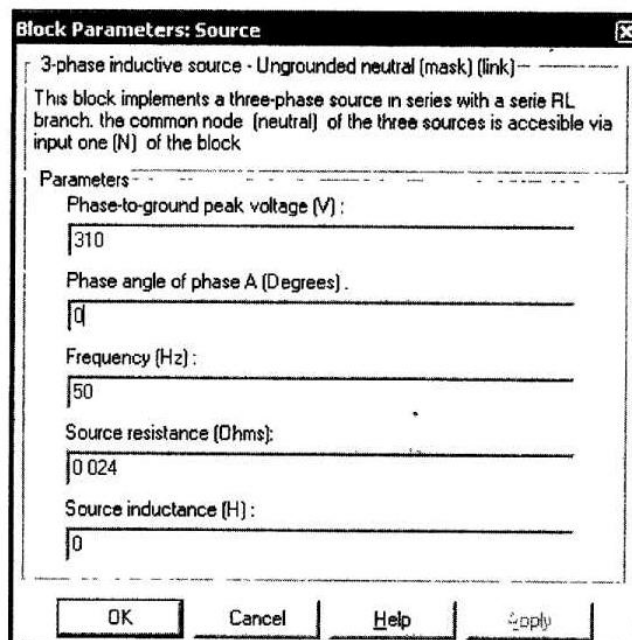 Block Parameters: Source
3-phase inductive source - Ungrounded neutral (mask) (link)
This block implements a three-phase source in series with a serie RL
branch. the common node (neutral) of the three sources is accesible via
input one (N) of the block
Parameters
Phase-to-ground peak voltage (V) :
310
Phase angle of phase A (Degrees) .
0
Frequency (Hz) :
50
Source resistance (Ohms):
0 024
Source inductance (H) :
0
OK Cancel Help Apply